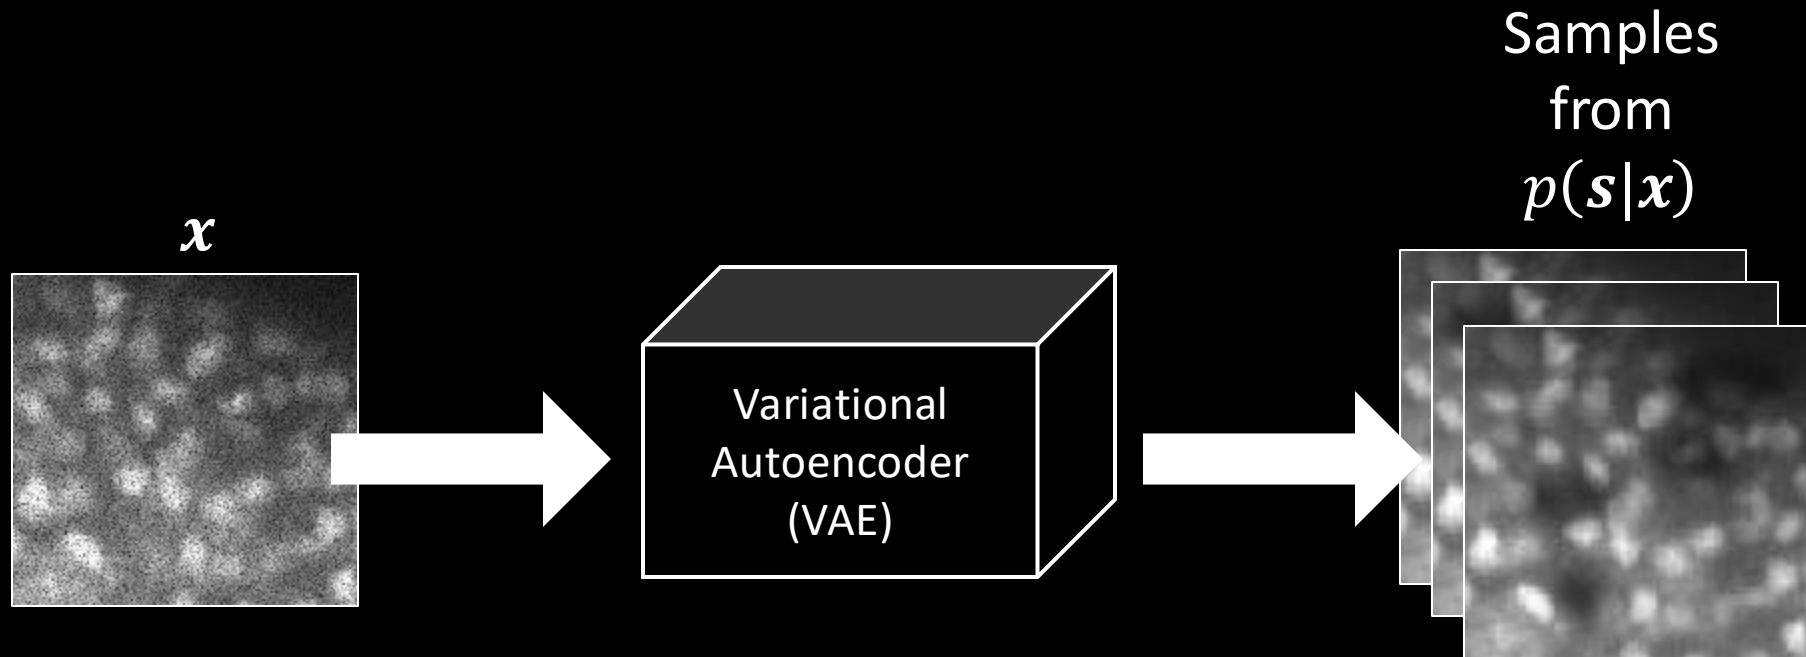 x
Variational
Autoencoder
(VAE)
Samples
from
p(s|x)